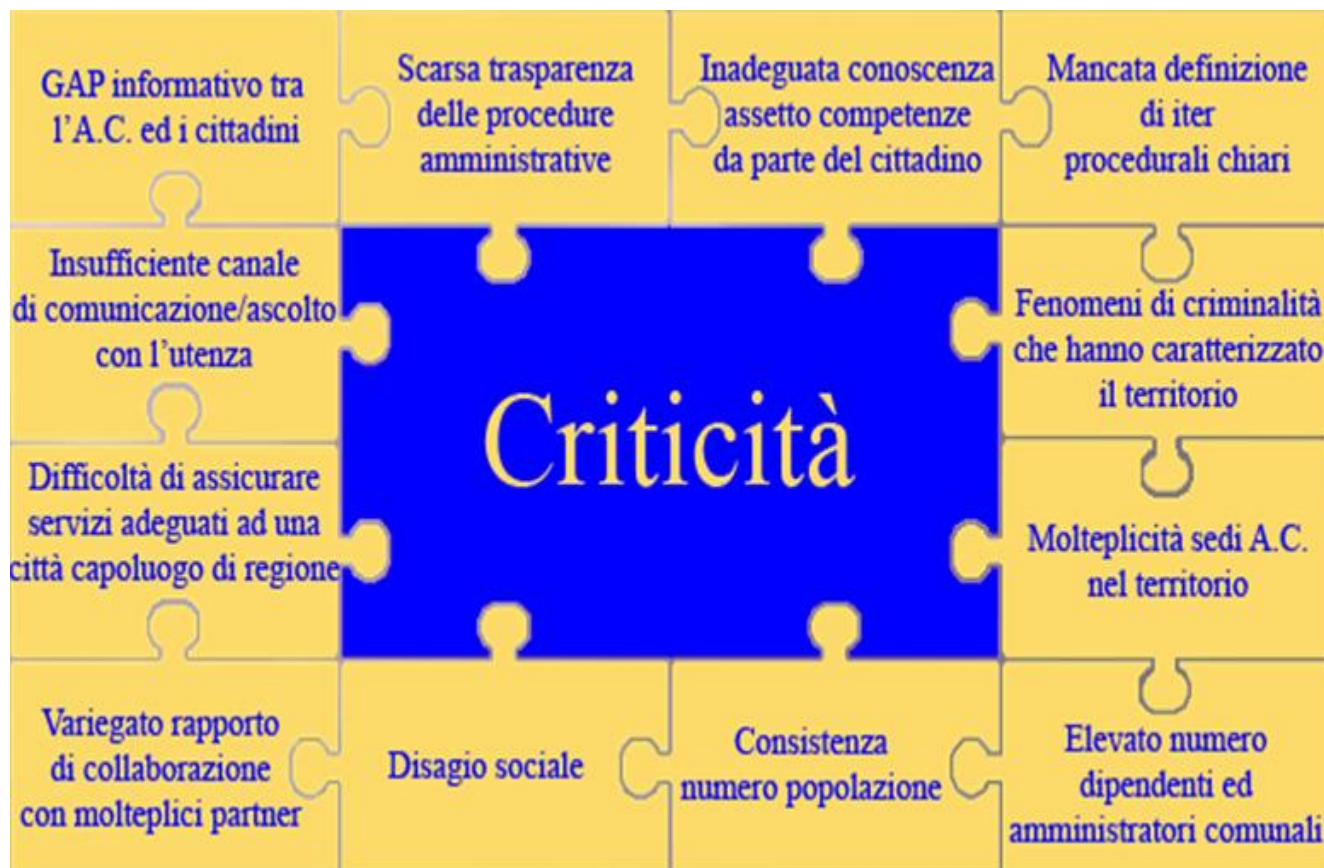 GAP informativo tra
l'A.C. ed i cittadini
Scarsa trasparenza
delle procedure
amministrative
Inadeguata conoscenza
assetto competenze
da parte del cittadino
Mancata definizione
di iter
procedurali chiari
Insufficiente canale
di comunicazione/ascolto
con l'utenza
Fenomeni di criminalità
che hanno caratterizzato
il territorio
Criticità
Difficoltà di assicurare
servizi adeguati ad una
città capoluogo di regione
Molteplicità sedi A.C.
nel territorio
Variegato rapporto
di collaborazione
con molteplici partner
Disagio sociale
Consistenza
numero popolazione
Elevato numero
dipendenti ed
amministratori comunali